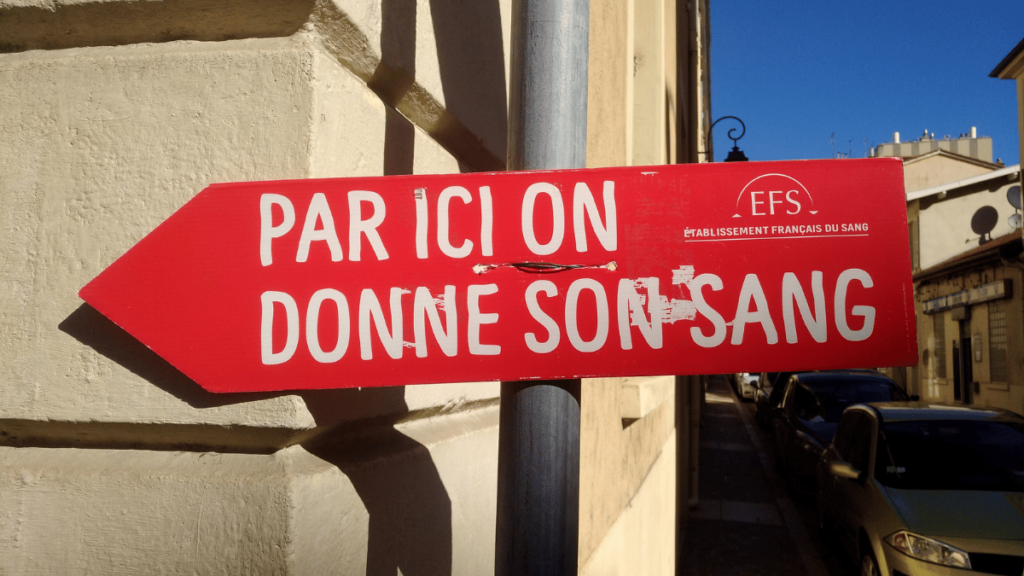 PAR ICI ON
EFS
ÉTABLISSEMENT FRANÇAIS DU SANG
DONNE SON SANG